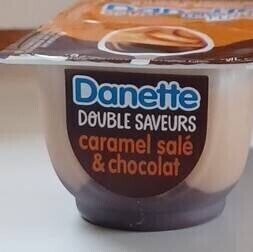 Danette
DOUBLE SAVEURS
caramel salé
& chocolat